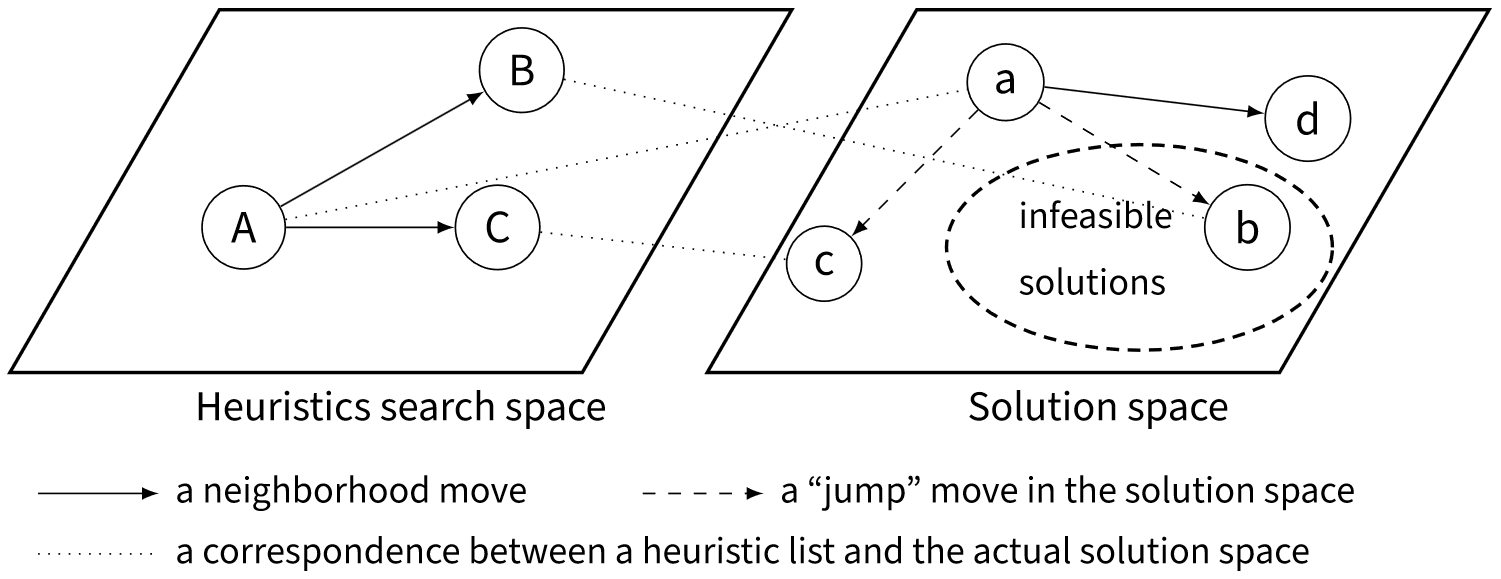 B
a
d
A
C
c
infeasible
b
solutions
Heuristics search space
Solution space
a neighborhood move
a “jump” move in the solution space
a correspondence between a heuristic list and the actual solution space